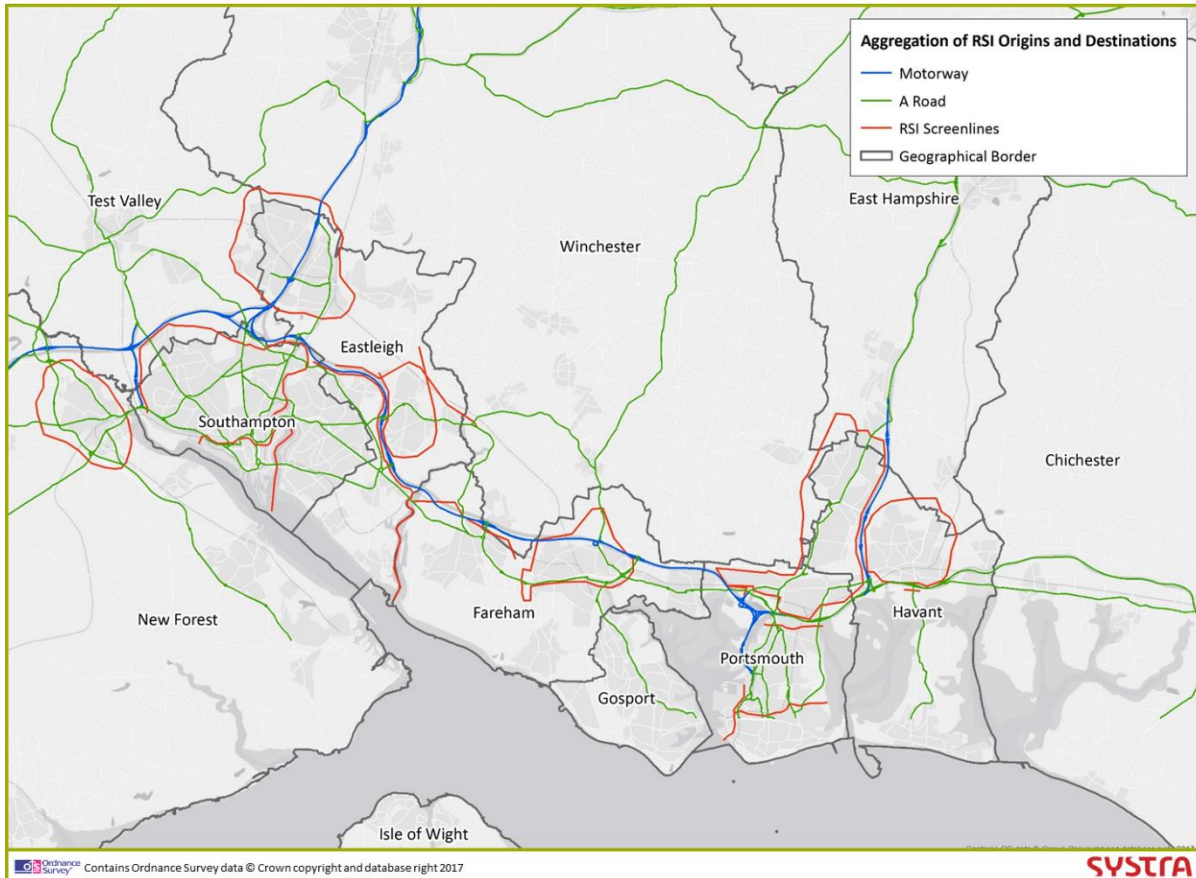 Aggregation of RSI Origins and Destinations
Motorway
A Road
RSI Screenlines
Geographical Border
Test Valley
East Hampshire
Winchester
Eastleigh
Southampton
Chichester
New Forest
Fareham
Havant
Portsmouth
Gosport
Isle of Wight
Ordnance
Survey
Contains Ordnance Survey data © Crown copyright and database right 2017
SYSTRA